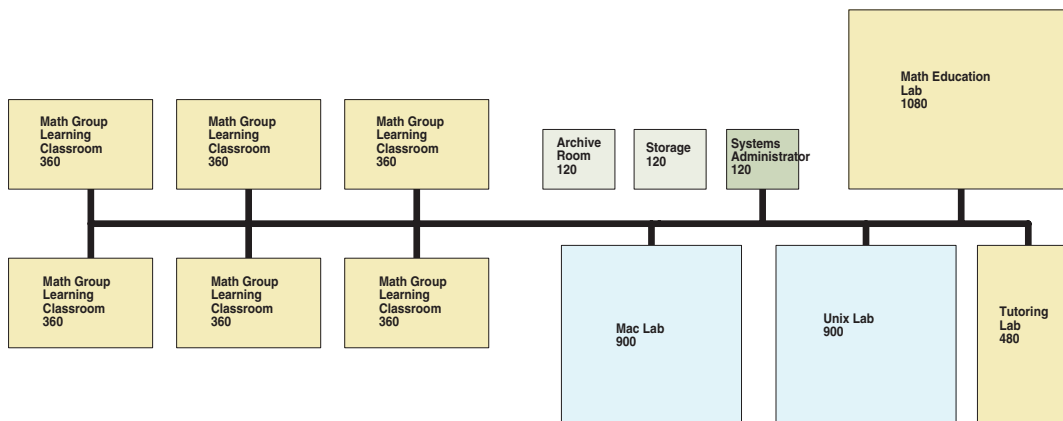 Math Education
Lab
1080
Math Group
Learning
Classroom
360
Math Group
Learning
Classroom
360
Math Group
Learning
Classroom
360
Archive
Room
120
Storage
120
Systems
Administrator
120
Math Group
Learning
Classroom
360
Math Group
Learning
Classroom
360
Math Group
Learning
Classroom
360
Mac Lab
900
Unix Lab
900
Tutoring
Lab
480